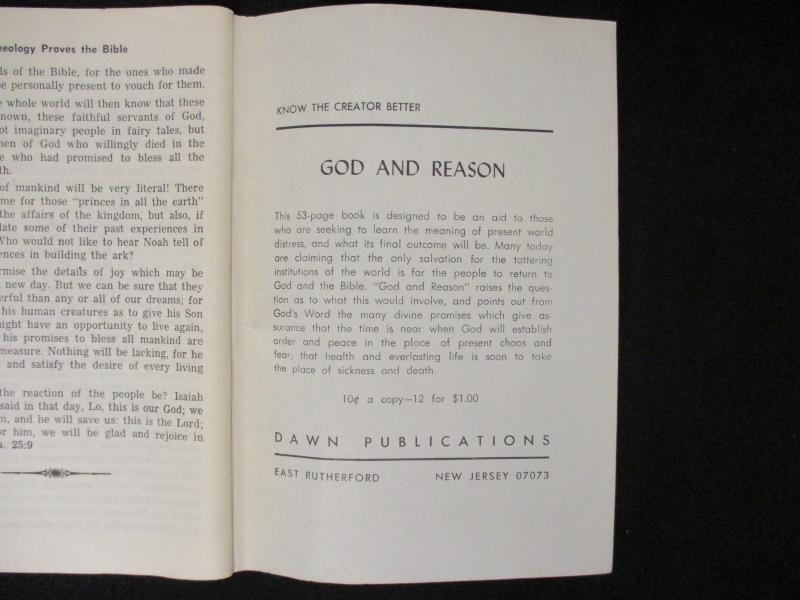 heology Proves the Bible
ls of the Bible, for the ones who made
e personally present to vouch for them.
e whole world will then know that these
nown, these faithful servants of God,
ot imaginary people in fairy tales, but
men of God who willingly died in the
e who had promised to bless all the
th.
of mankind will be very literal! There
me for those "princes in all the earth"
the affairs of the kingdom, but also, if
late some of their past experiences in
Who would not like to hear Noah tell of
ences in building the ark?
rmise the details of joy which may be
new day. But we can be sure that they
erful than any or all of our dreams; for
his human creatures as to give his Son
ight have an opportunity to live again,
his promises to bless all mankind are
measure. Nothing will be lacking, for he
and satisfy the desire of every living
the reaction of the people be? Isaiah
said in that day, Lo, this is our God; we
m, and he will save us: this is the Lord;
or him, we will be glad and rejoice in
a. 25:9
KNOW THE CREATOR BETTER
GOD AND REASON
This 53-page book is designed to be an aid to those
who are seeking to learn the meaning of present world
distress, and what its final outcome will be. Many today
are claiming that the only salvation for the tottering
institutions of the world is for the people to return to
God and the Bible. "God and Reason" raises the ques-
tion as to what this would involve, and points out from
God's Word the many divine promises which give as-
surance that the time is near when God will establish
order and peace in the place of present chaos and
fear; that health and everlasting life is soon to take
the place of sickness and death.
10¢ a copy—12 for $1.00
DAWN PUBLICATIONS
EAST RUTHERFORD NEW JERSEY 07073